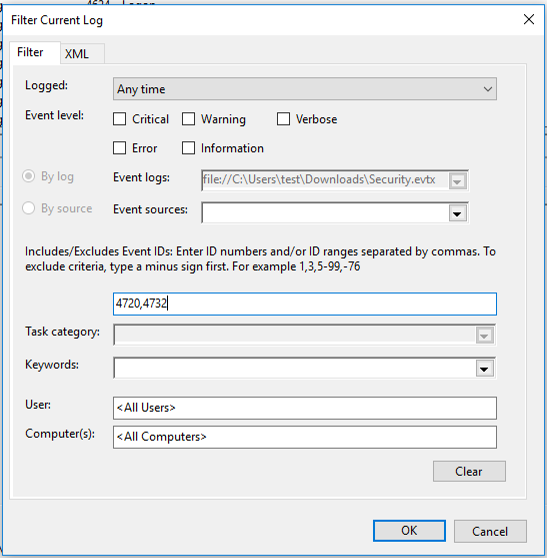 4624 Logon
Filter Current Log
Filter XML
Logged: Any time
Event level: Critical Warning Verbose
Error Information
By log Event logs: file://C:\Users\test\Downloads\Security.evtx
By source Event sources:
Includes/Excludes Event IDs: Enter ID numbers and/or ID ranges separated by commas. To
exclude criteria, type a minus sign first. For example 1,3,5-99,-76
4720,4732
Task category:
Keywords:
User: <All Users>
Computer(s): <All Computers>
Clear
OK Cancel